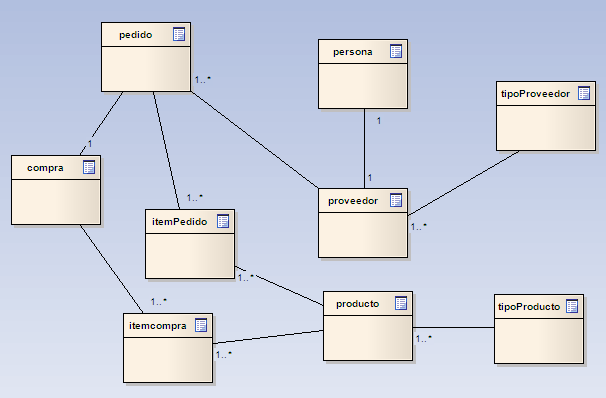 pedido
persona
1..*
tipoProveedor
1
1
compra
1
proveedor
1..*
itemPedido
1..*
1..*
producto
tipoProducto
1..*
itemcompra
1..*
1..*